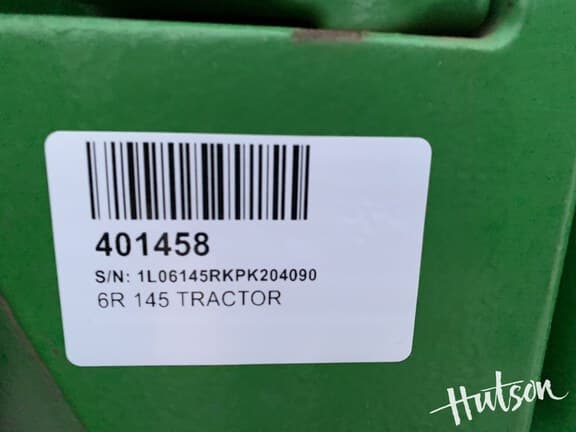 401458
S/N: 1L06145RKPK204090
6R 145 TRACTOR
Hutson